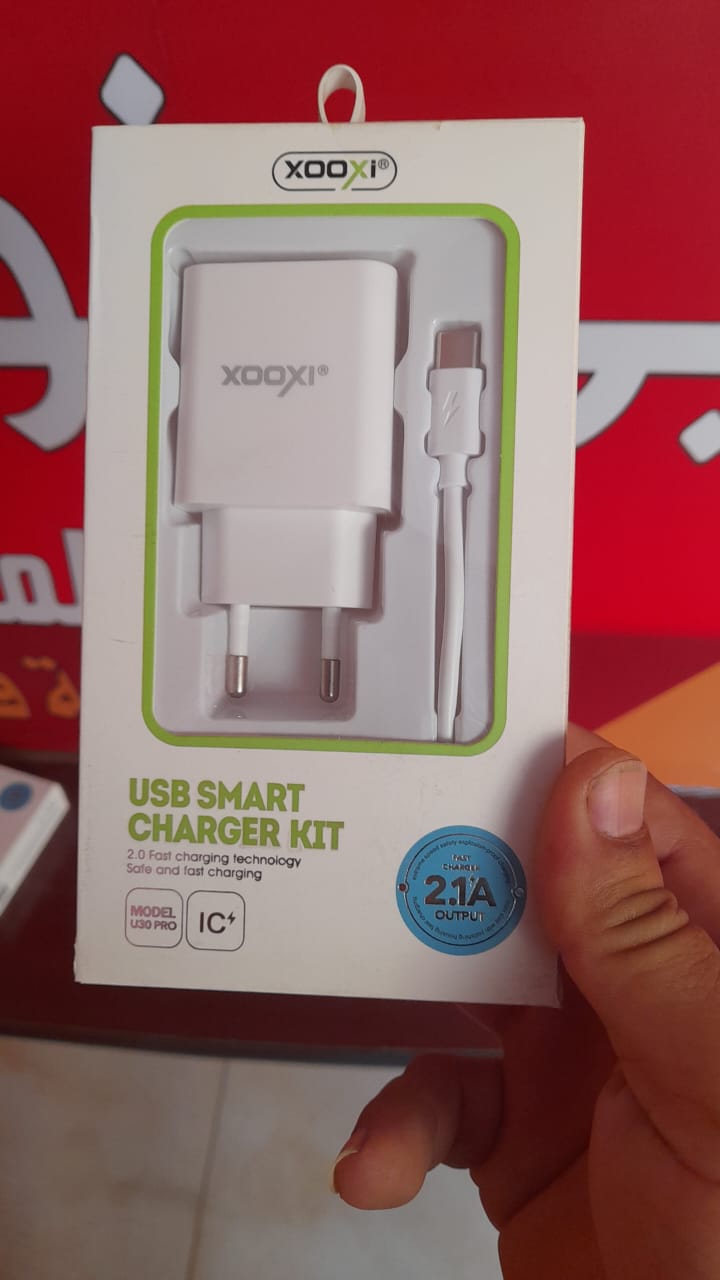 XOOXi®
XOOXI®
USB SMART
CHARGER KIT
2.0 Fast charging technology
Safe and fast charging
MODEL
U30 PRO
IC
FAST
CHARGER
2.1A
OUTPUT